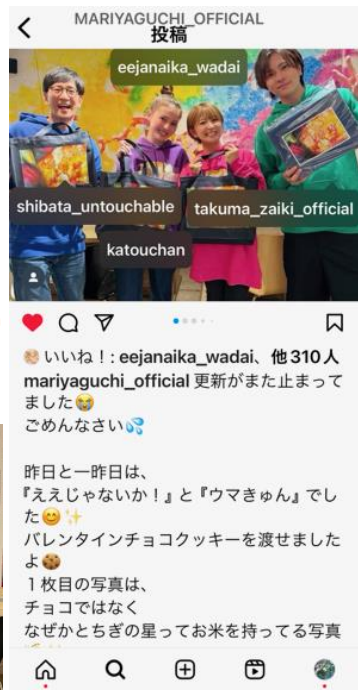 MARIYAGUCHI_OFFICIAL
投稿
eejanaika_wadai
shibata_untouchable
takuma_zaiki_official
katouchan
いいね!: eejanaika_wadai、他310人
mariyaguchi_official 更新がまた止まって
ました😭
ごめんなさい💦
昨日と一昨日は、
『ええじゃないか!』と『ウマきゅん』でし
た😊✨
バレンタインチョコクッキーを渡せました
よ🍪
1枚目の写真は、
チョコではなく
なぜかとちぎの星ってお米を持ってる写真